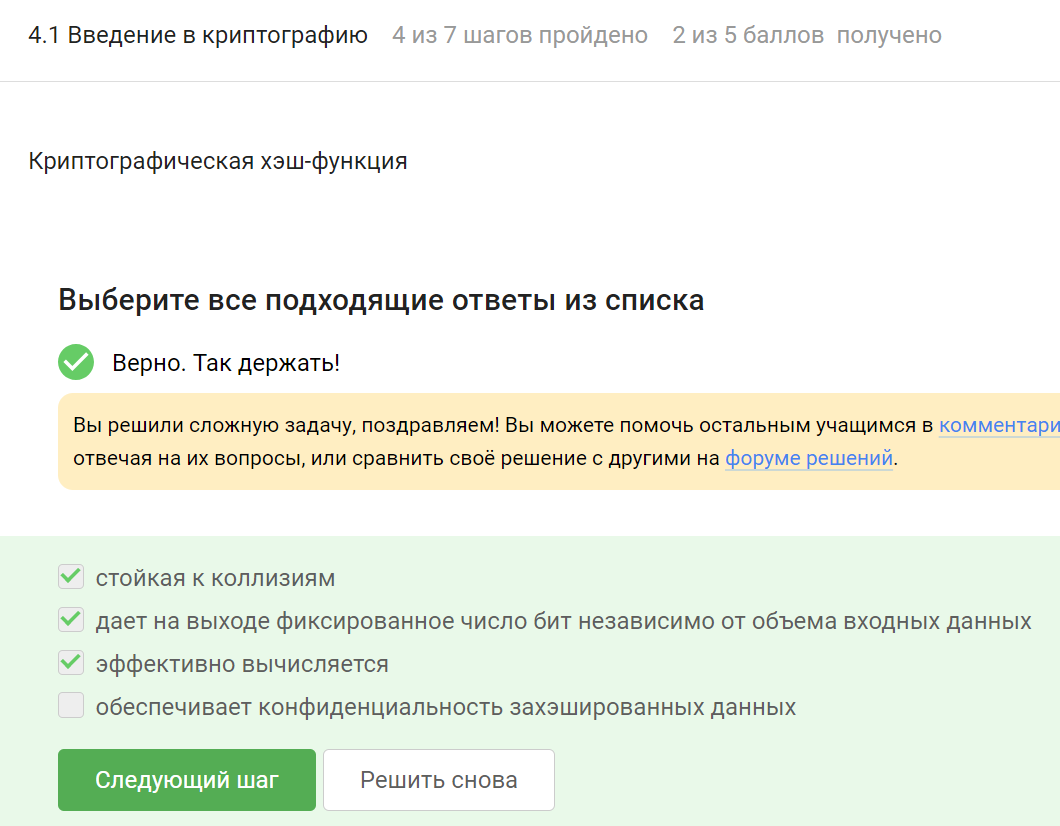 4.1 Введение в криптографию 4 из 7 шагов пройдено 2 из 5 баллов получено
Криптографическая хэш-функция
Выберите все подходящие ответы из списка
Верно. Так держать!
Вы решили сложную задачу, поздравляем! Вы можете помочь остальным учащимся в комментари
отвечая на их вопросы, или сравнить своё решение с другими на форуме решений.
стойкая к коллизиям
дает на выходе фиксированное число бит независимо от объема входных данных
эффективно вычисляется
обеспечивает конфиденциальность захэшированных данных
Следующий шаг Решить снова